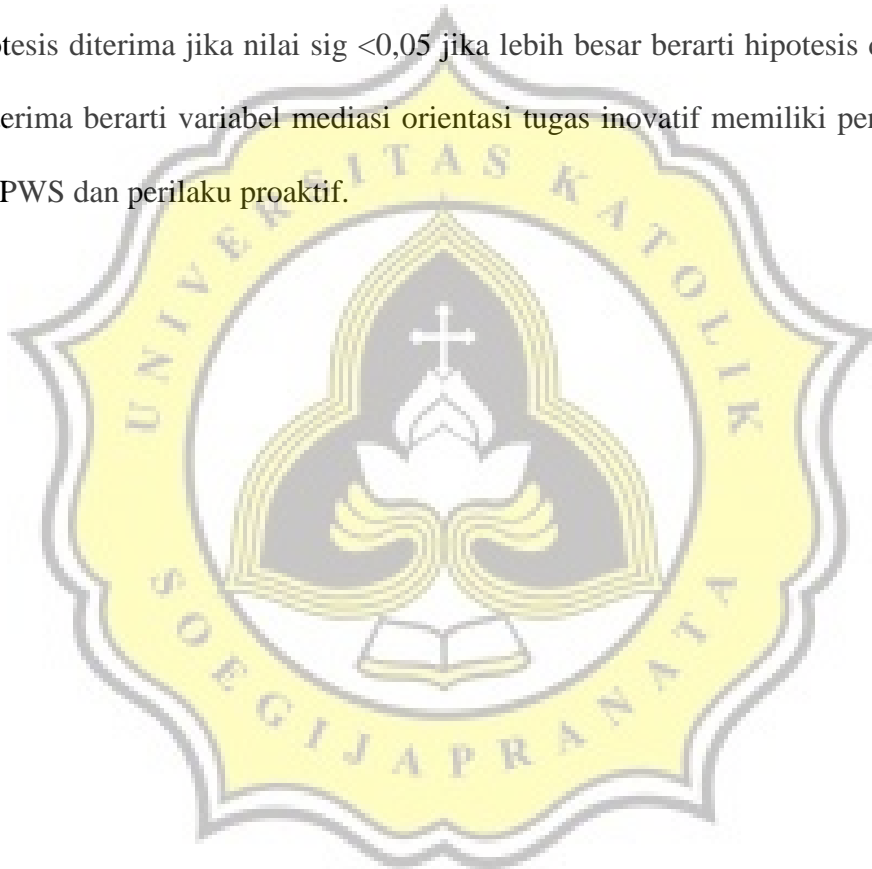 otesis diterima jika nilai sig <0,05 jika lebih besar berarti hipotesis
erima berarti variabel mediasi orientasi tugas inovatif memiliki
PWS dan perilaku proaktif.
UNIVERSITAS KATOLIK
SOEGIJAPRANATA